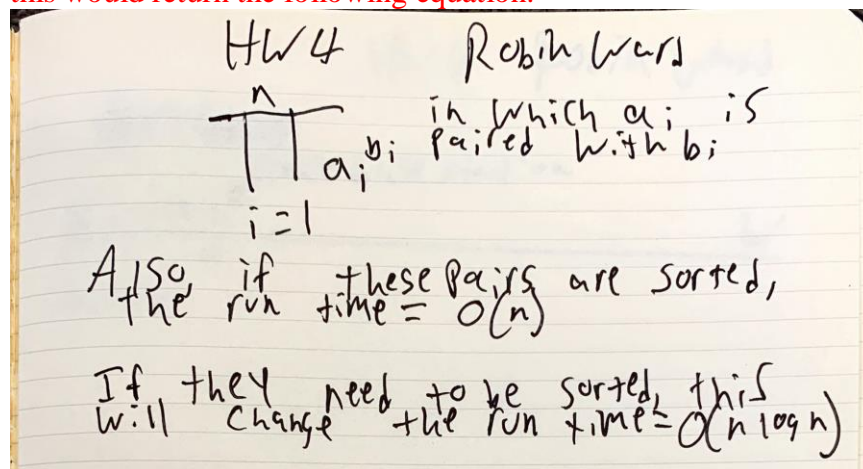 this would return the following equation.
HW4 Robin Ward
n
∏ a_i^{b_i} in which a_i is
paired with b_i
i=1
Also, if these pairs are sorted,
the run time = O(n)
If they need to be sorted, this
will change the run time = O(n log n)